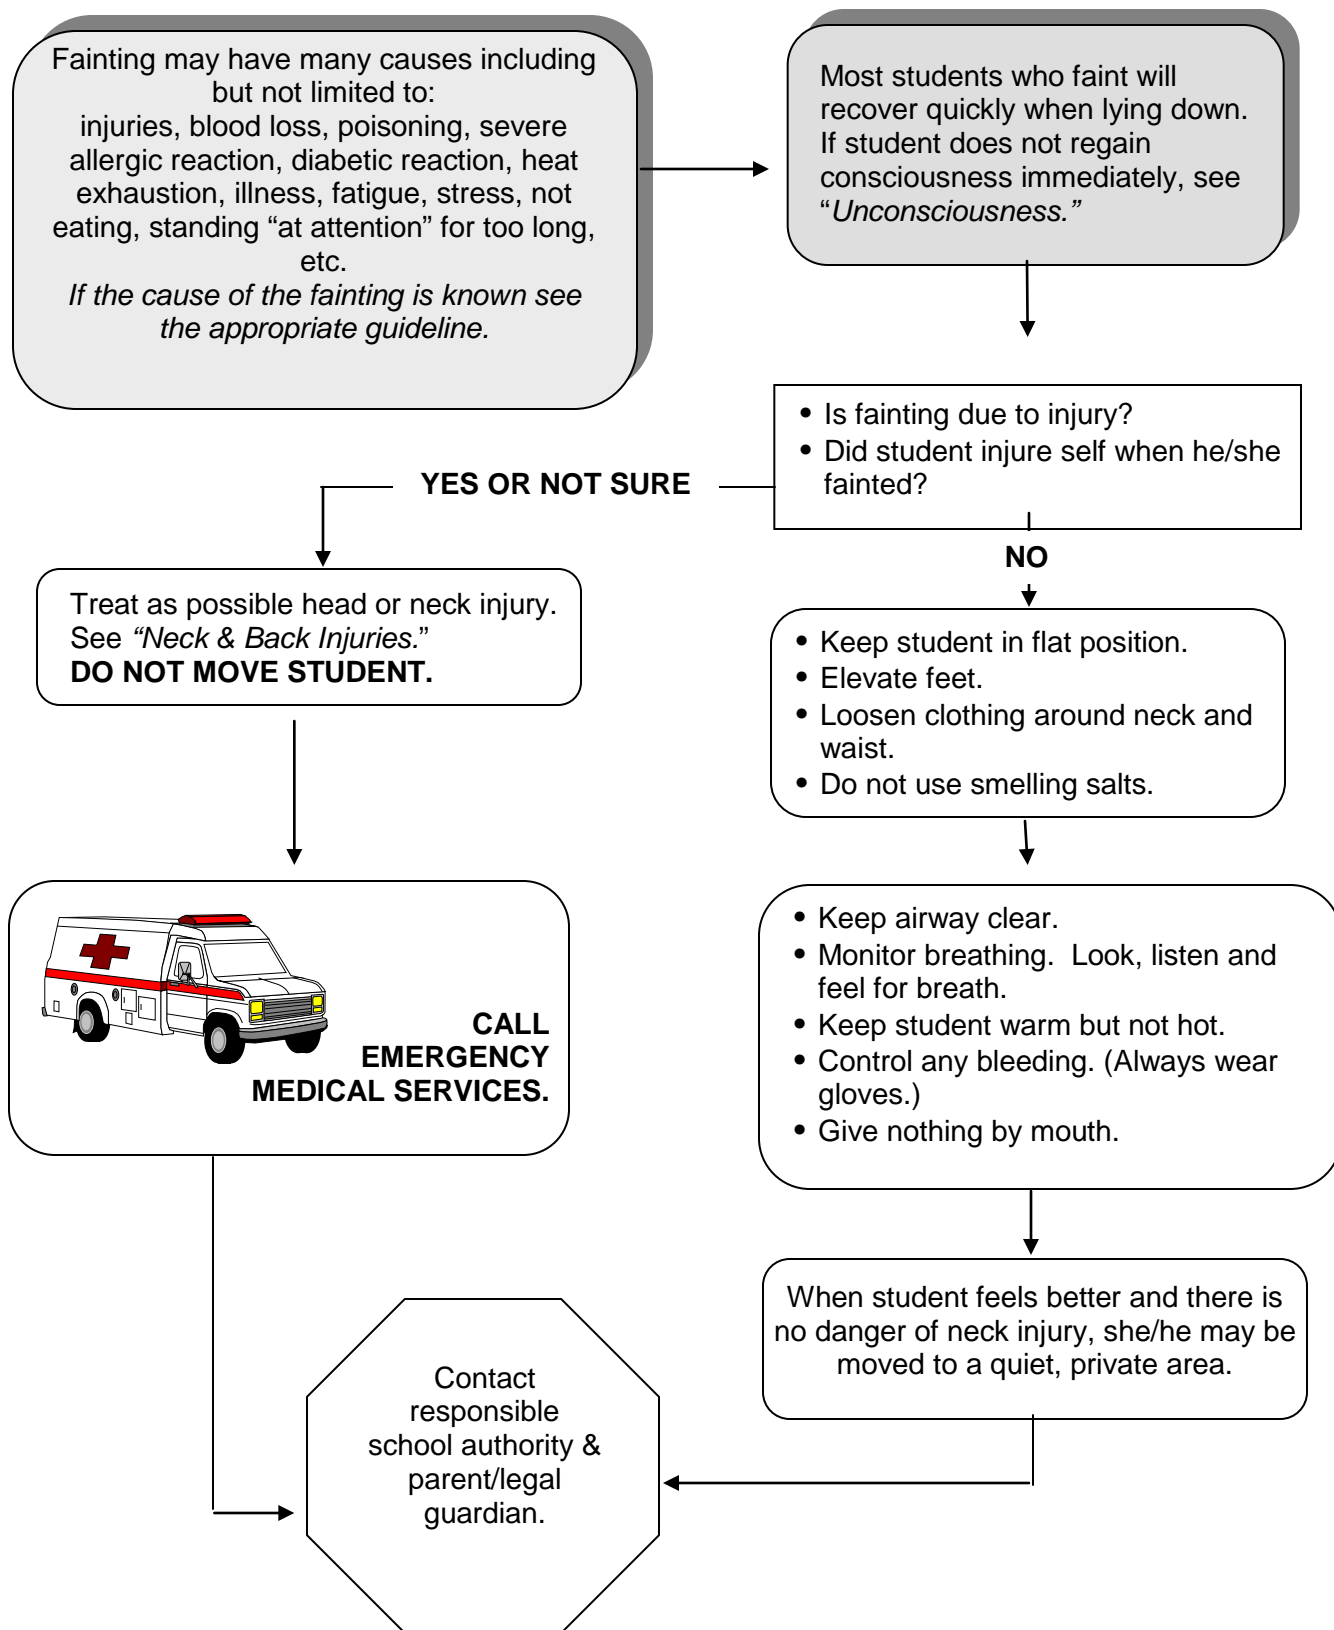 Fainting may have many causes including
but not limited to:
injuries, blood loss, poisoning, severe
allergic reaction, diabetic reaction, heat
exhaustion, illness, fatigue, stress, not
eating, standing “at attention” for too long,
etc.
If the cause of the fainting is known see
the appropriate guideline.
Most students who faint will
recover quickly when lying down.
If student does not regain
consciousness immediately, see
“Unconsciousness.”
• Is fainting due to injury?
• Did student injure self when he/she
fainted?
YES OR NOT SURE
NO
Treat as possible head or neck injury.
See “Neck & Back Injuries.”
DO NOT MOVE STUDENT.
• Keep student in flat position.
• Elevate feet.
• Loosen clothing around neck and
waist.
• Do not use smelling salts.
CALL
EMERGENCY
MEDICAL SERVICES.
• Keep airway clear.
• Monitor breathing.  Look, listen and
feel for breath.
• Keep student warm but not hot.
• Control any bleeding. (Always wear
gloves.)
• Give nothing by mouth.
When student feels better and there is
no danger of neck injury, she/he may be
moved to a quiet, private area.
Contact
responsible
school authority &
parent/legal
guardian.